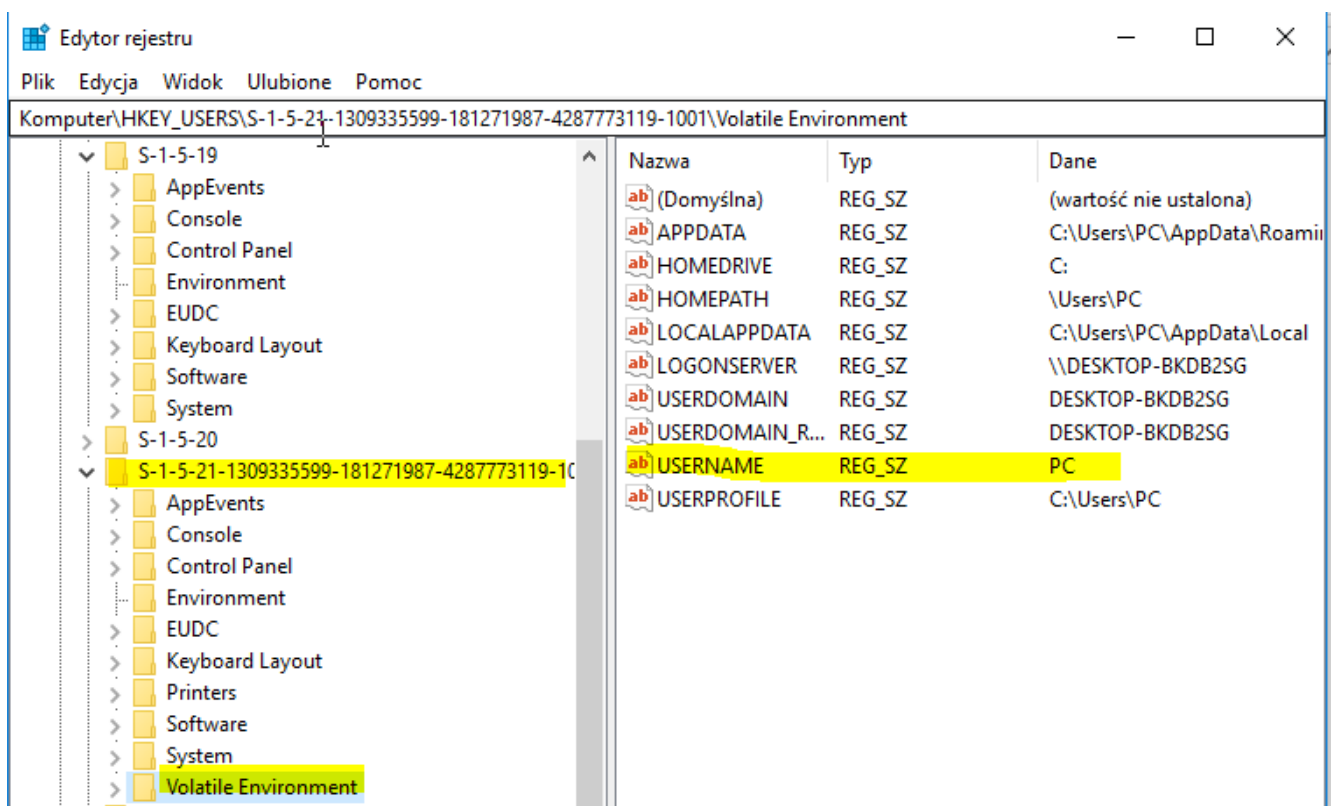 Edytor rejestru
Plik Edycja Widok Ulubione Pomoc
Komputer\HKEY_USERS\S-1-5-21-1309335599-181271987-4287773119-1001\Volatile Environment
S-1-5-19
AppEvents
Console
Control Panel
Environment
EUDC
Keyboard Layout
Software
System
S-1-5-20
S-1-5-21-1309335599-181271987-4287773119-10
AppEvents
Console
Control Panel
Environment
EUDC
Keyboard Layout
Printers
Software
System
Volatile Environment
Nazwa Typ Dane
(Domyślna) REG_SZ (wartość nie ustalona)
APPDATA REG_SZ C:\Users\PC\AppData\Roamin
HOMEDRIVE REG_SZ C:
HOMEPATH REG_SZ \Users\PC
LOCALAPPDATA REG_SZ C:\Users\PC\AppData\Local
LOGONSERVER REG_SZ \\DESKTOP-BKDB2SG
USERDOMAIN REG_SZ DESKTOP-BKDB2SG
USERDOMAIN_R... REG_SZ DESKTOP-BKDB2SG
USERNAME REG_SZ PC
USERPROFILE REG_SZ C:\Users\PC